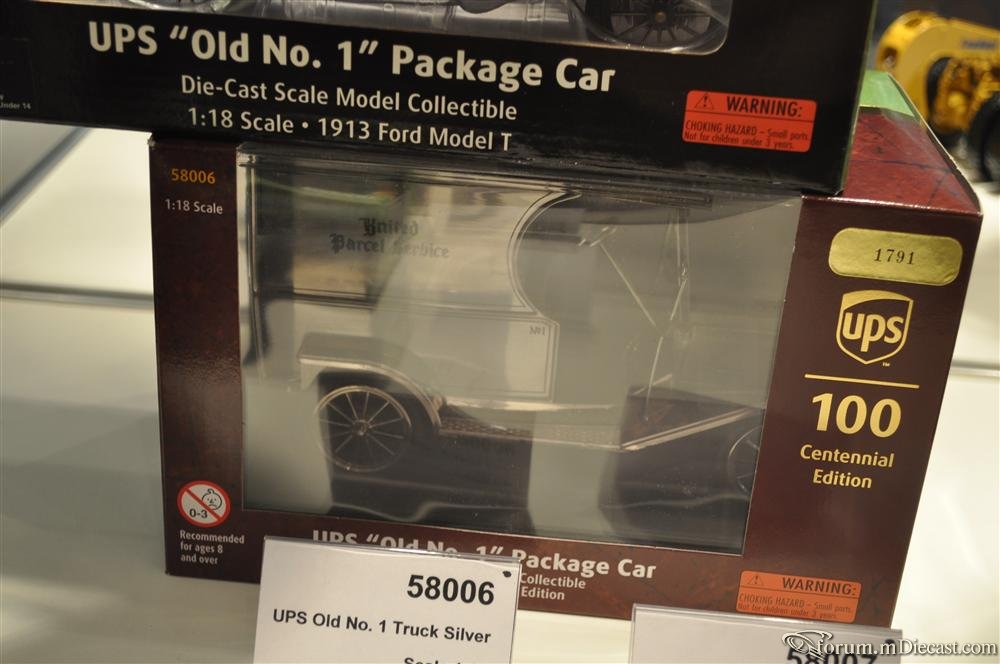 UPS “Old No. 1” Package Car
Die-Cast Scale Model Collectible
1:18 Scale • 1913 Ford Model T
Under 14
WARNING:
CHOKING HAZARD – Small parts.
Not for children under 3 years.
58006
1:18 Scale
United
Parcel Service
No1
1791
ups
100
Centennial
Edition
0-3
Recommended
for ages 8
and over
UPS “Old No. 1” Package Car
Collectible
Edition
WARNING:
CHOKING HAZARD – Small parts.
Not for children under 3 years.
58006
UPS Old No. 1 Truck Silver
58007
forum.mDiecast.com